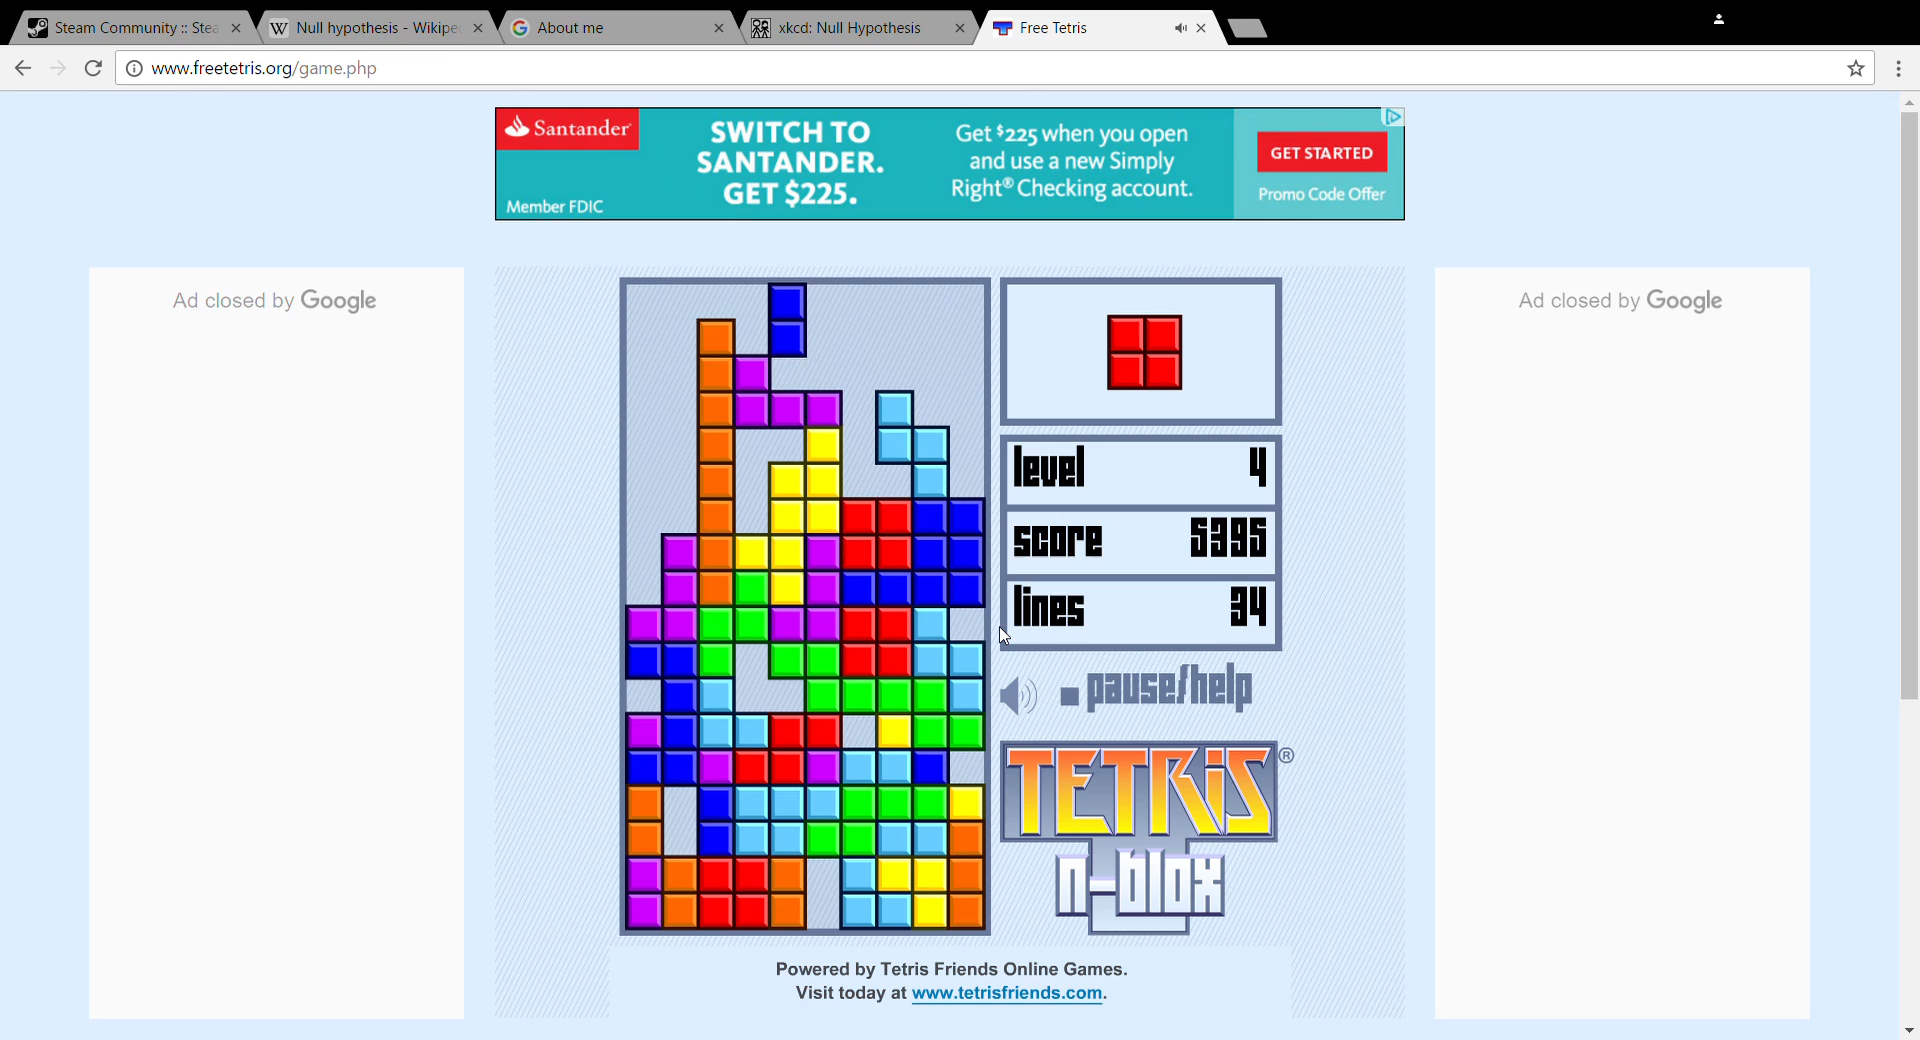 Steam Community :: Stea
Null hypothesis - Wikipe
About me
xkcd: Null Hypothesis
Free Tetris
www.freetetris.org/game.php
Santander
Member FDIC
SWITCH TO
SANTANDER.
GET $225.
Get $225 when you open
and use a new Simply
Right® Checking account.
GET STARTED
Promo Code Offer
Ad closed by Google
Ad closed by Google
level 4
score 5395
lines 34
pause/help
TETRiS®
n-blox
Powered by Tetris Friends Online Games.
Visit today at www.tetrisfriends.com.